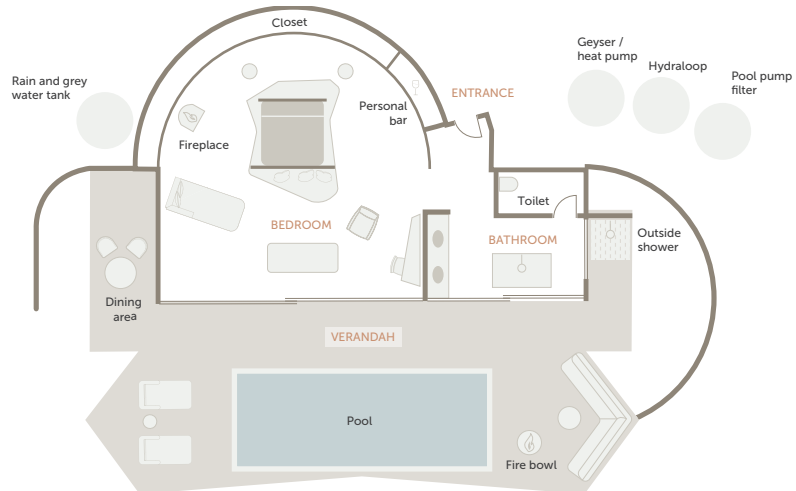 Closet
Geyser /
heat pump
Hydraloop
Pool pump
filter
Rain and grey
water tank
ENTRANCE
Personal
bar
Fireplace
Toilet
BEDROOM
BATHROOM
Outside
shower
Dining
area
VERANDAH
Pool
Fire bowl